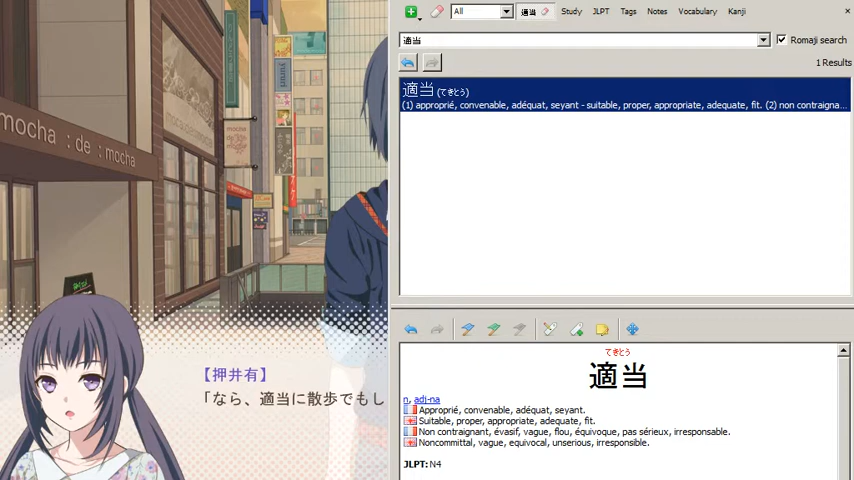 mocha : de : mocha
【押井有】
「なら、適当に散歩でもし
All
適当
Study
JLPT
Tags
Notes
Vocabulary
Kanji
×
適当
Romaji search
1 Results
適当 (てきとう)
(1) approprié, convenable, adéquat, seyant - suitable, proper, appropriate, adequate, fit. (2) non contraigna...
てきとう
適当
n, adj-na
Approprié, convenable, adéquat, seyant.
Suitable, proper, appropriate, adequate, fit.
Non contraignant, évasif, vague, flou, équivoque, pas sérieux, irresponsable.
Noncommittal, vague, equivocal, unserious, irresponsible.
JLPT: N4